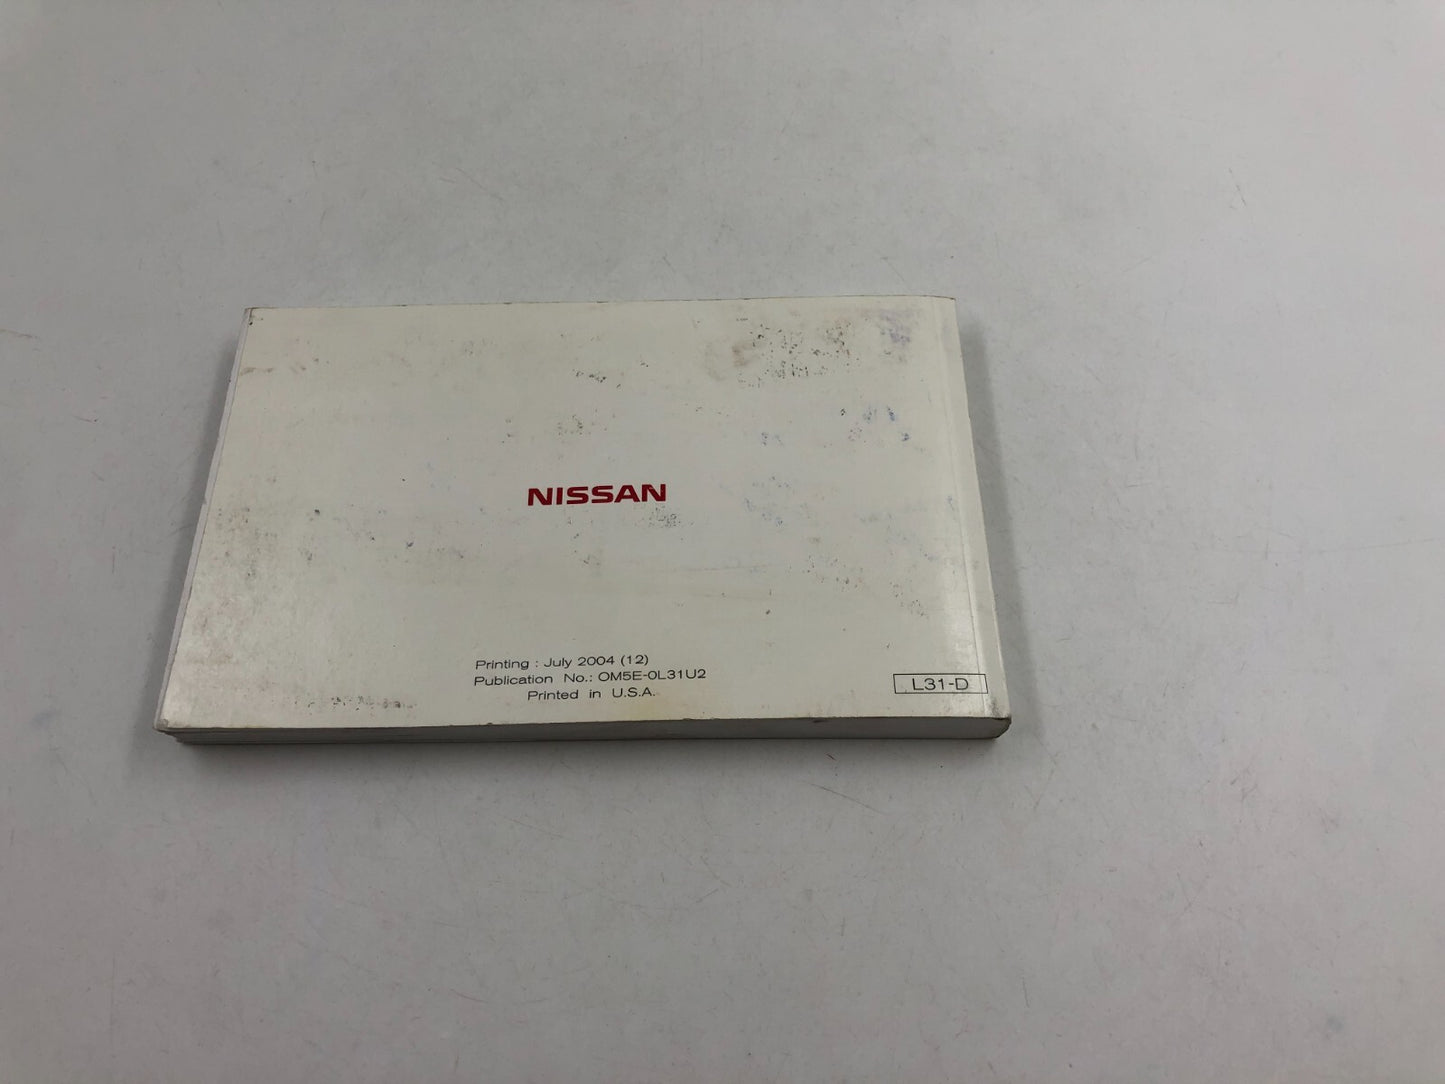 NISSAN
Printing : July 2004 (12)
Publication No.: OM5E-0L31U2
Printed in U.S.A.
L31-D